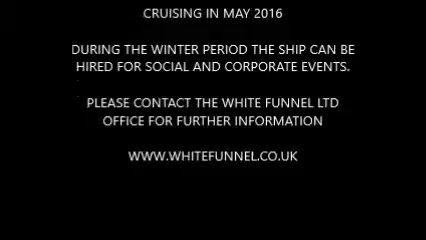 CRUISING IN MAY 2016
DURING THE WINTER PERIOD THE SHIP CAN BE
HIRED FOR SOCIAL AND CORPORATE EVENTS.
PLEASE CONTACT THE WHITE FUNNEL LTD
OFFICE FOR FURTHER INFORMATION
WWW.WHITEFUNNEL.CO.UK